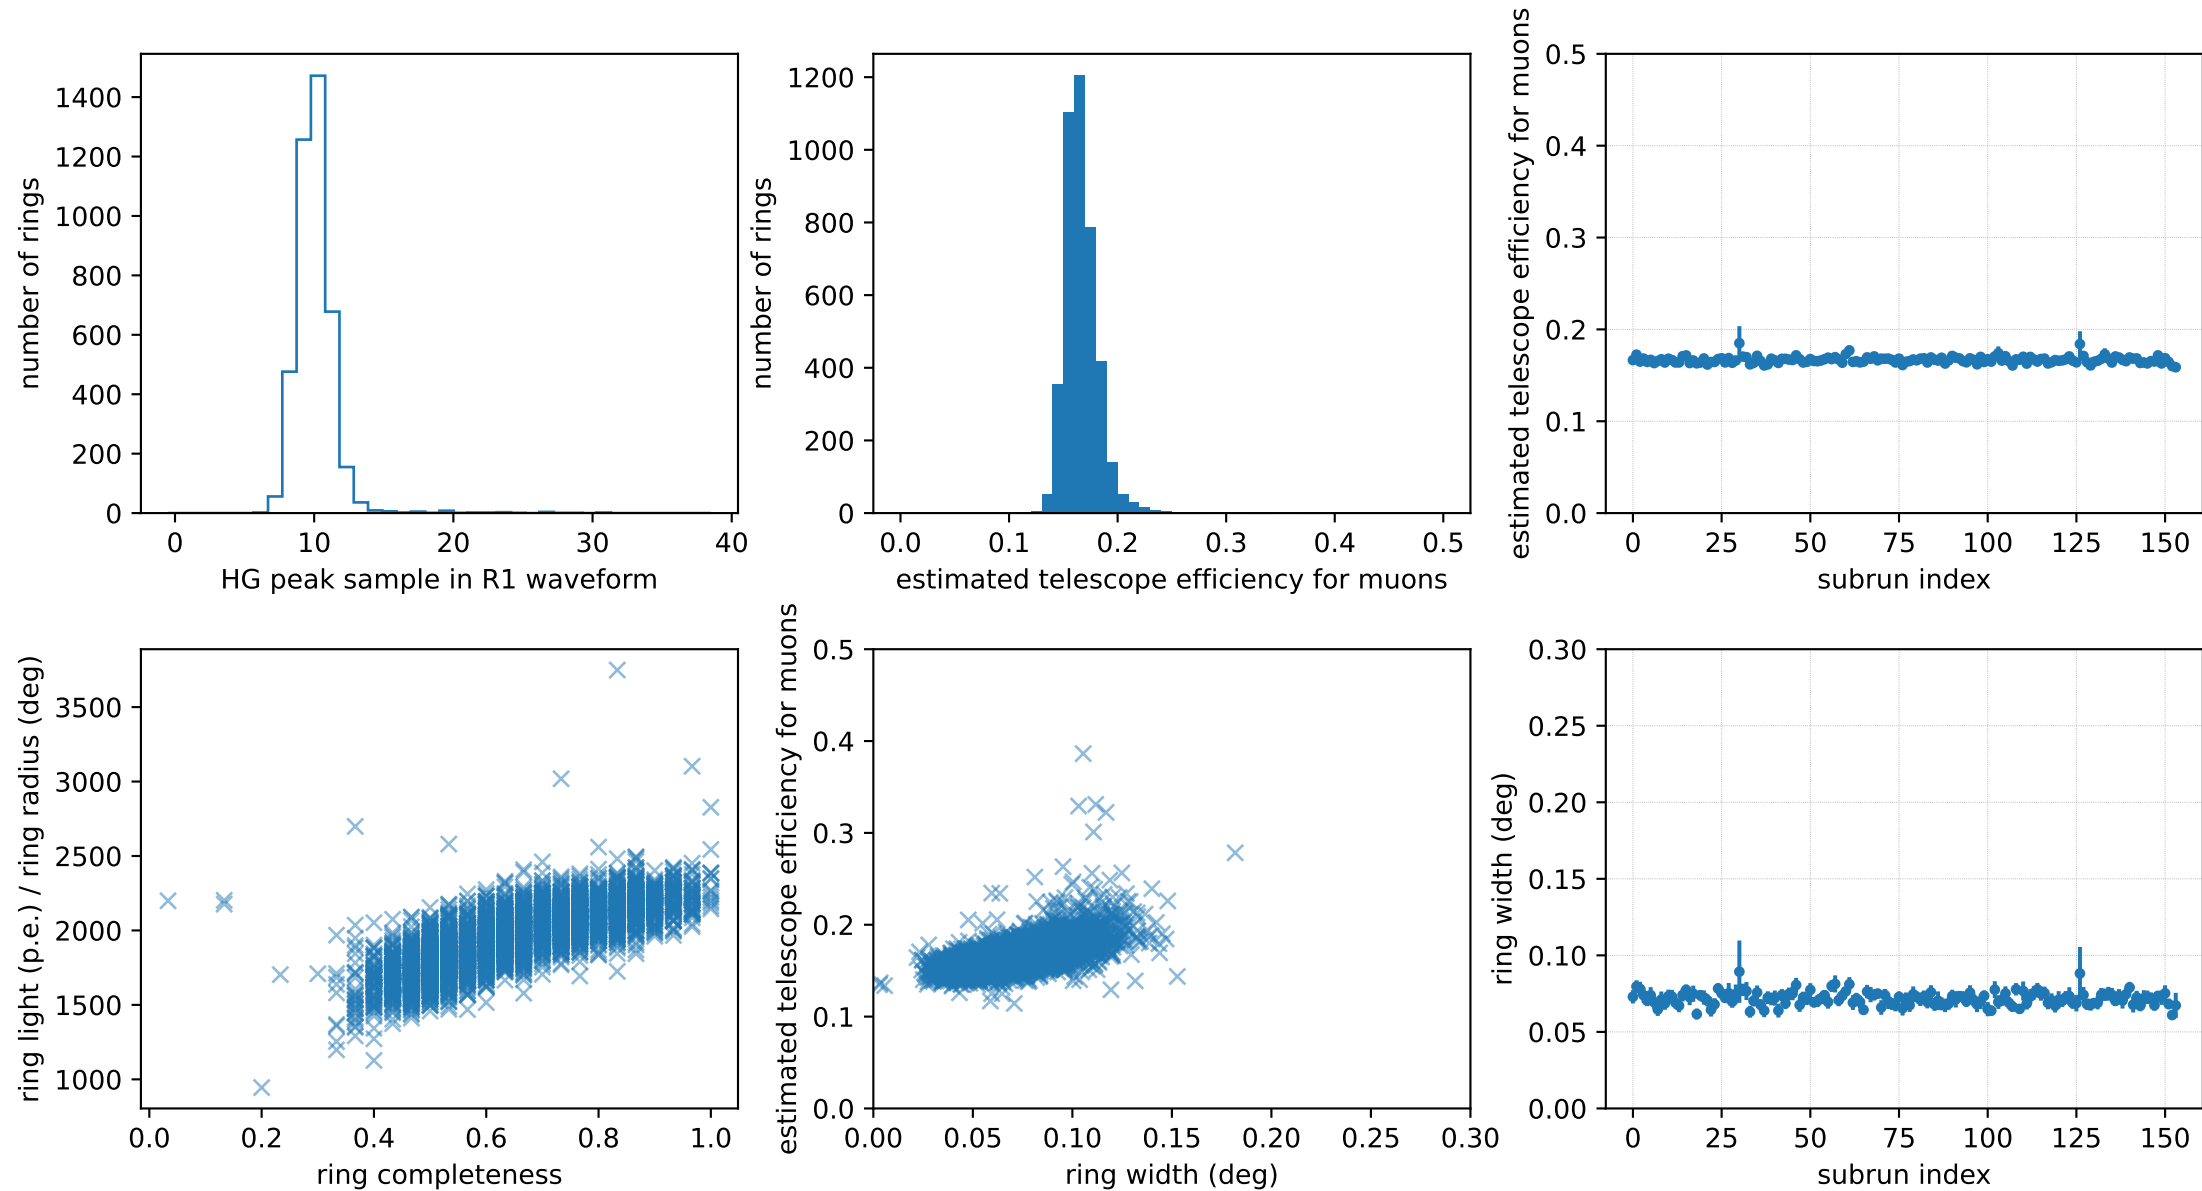 number of rings
1400
1200
1000
800
600
400
200
0
0 10 20 30 40
HG peak sample in R1 waveform
number of rings
1200
1000
800
600
400
200
0
0.0 0.1 0.2 0.3 0.4 0.5
estimated telescope efficiency for muons
estimated telescope efficiency for muons
0.5
0.4
0.3
0.2
0.1
0.0
0 25 50 75 100 125 150
subrun index
ring light (p.e.) / ring radius (deg)
3500
3000
2500
2000
1500
1000
0.0 0.2 0.4 0.6 0.8 1.0
ring completeness
estimated telescope efficiency for muons
0.5
0.4
0.3
0.2
0.1
0.0
0.00 0.05 0.10 0.15 0.20 0.25 0.30
ring width (deg)
ring width (deg)
0.30
0.25
0.20
0.15
0.10
0.05
0.00
0 25 50 75 100 125 150
subrun index